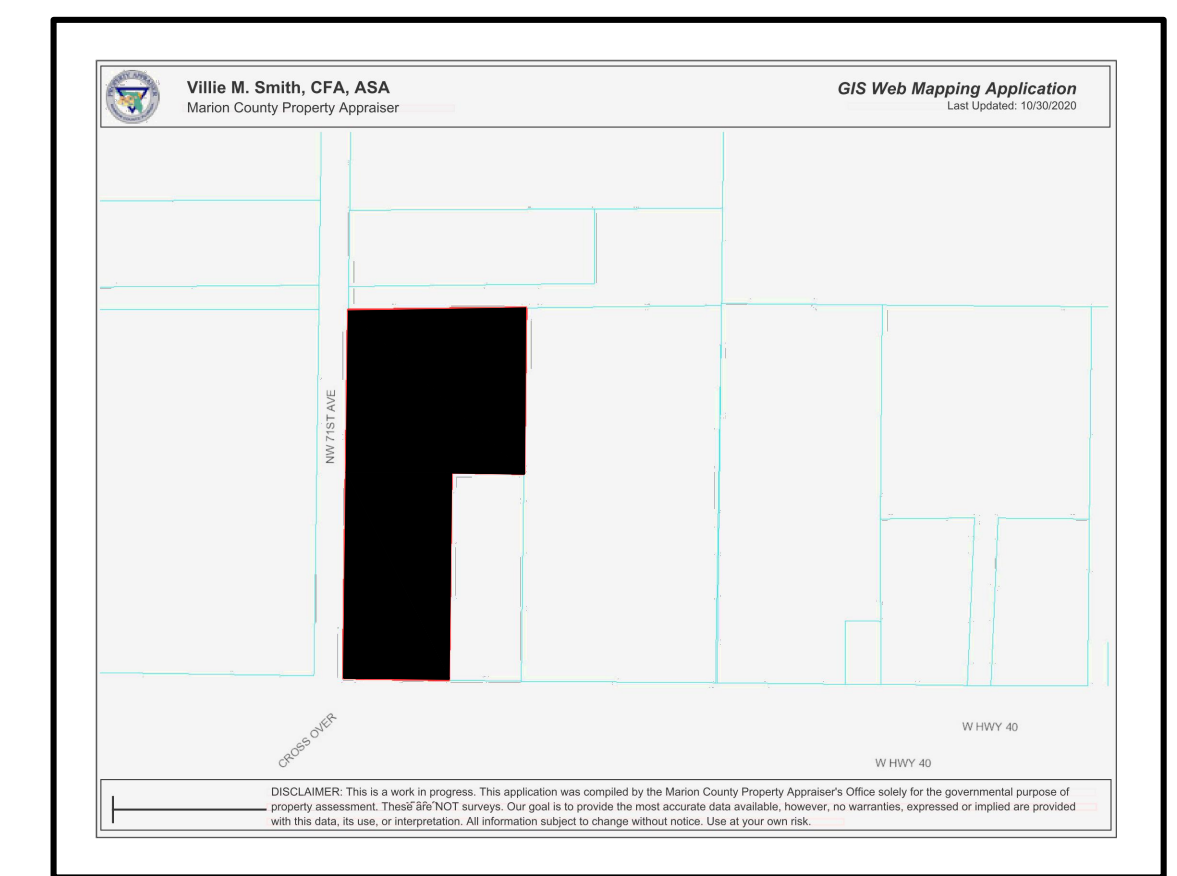 Villie M. Smith, CFA, ASA
Marion County Property Appraiser
GIS Web Mapping Application
Last Updated: 10/30/2020
NW 71ST AVE
CROSS OVER
W HWY 40
W HWY 40
DISCLAIMER: This is a work in progress. This application was compiled by the Marion County Property Appraiser's Office solely for the governmental purpose of
property assessment. These are NOT surveys. Our goal is to provide the most accurate data available, however, no warranties, expressed or implied are provided
with this data, its use, or interpretation. All information subject to change without notice. Use at your own risk.